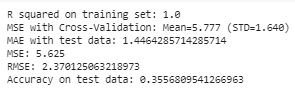 R squared on training set: 1.0
MSE with Cross-Validation: Mean=5.777 (STD=1.640)
MAE with test data: 1.4464285714285714
MSE: 5.625
RMSE: 2.370125063218973
Accuracy on test data: 0.3556809541266963